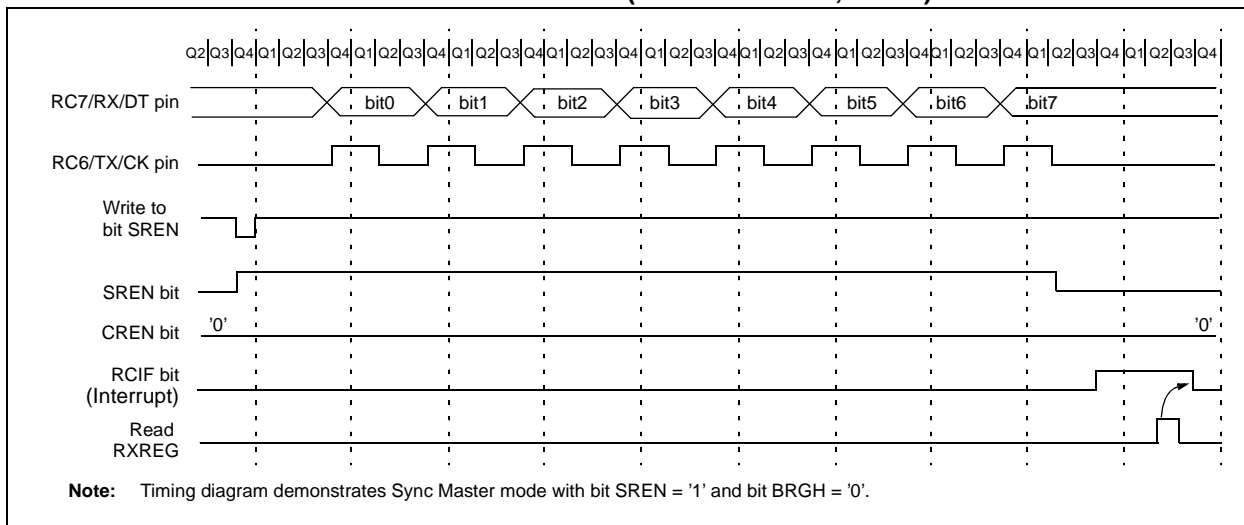 Q2 Q3 Q4 Q1 Q2 Q3 Q4 Q1 Q2 Q3 Q4 Q1 Q2 Q3 Q4 Q1 Q2 Q3 Q4 Q1 Q2 Q3 Q4 Q1 Q2 Q3 Q4 Q1 Q2 Q3 Q4 Q1 Q2 Q3 Q4 Q1 Q2 Q3 Q4 Q1 Q2 Q3 Q4
RC7/RX/DT pin bit0 bit1 bit2 bit3 bit4 bit5 bit6 bit7
RC6/TX/CK pin
Write to
bit SREN
SREN bit
CREN bit '0' '0'
RCIF bit
(Interrupt)
Read
RXREG
Note: Timing diagram demonstrates Sync Master mode with bit SREN = '1' and bit BRGH = '0'.